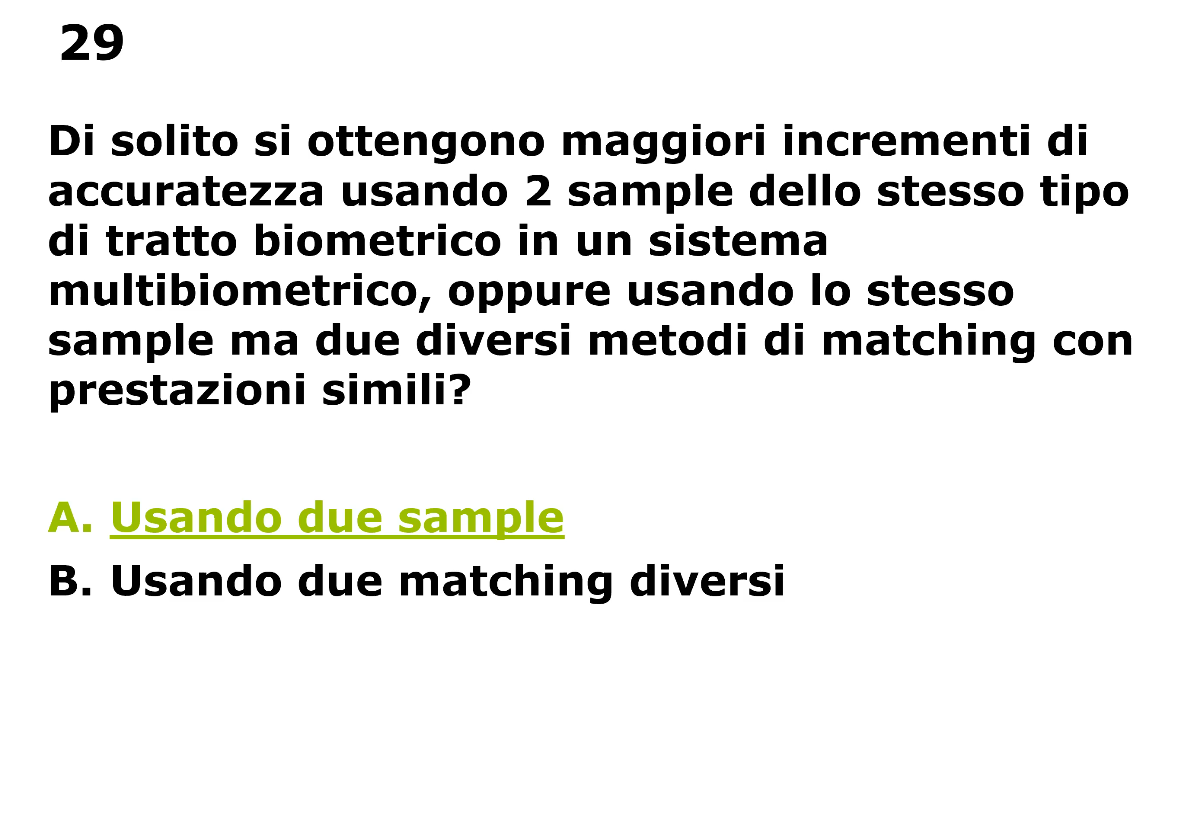 29
Di solito si ottengono maggiori incrementi di
accuratezza usando 2 sample dello stesso tipo
di tratto biometrico in un sistema
multibiometrico, oppure usando lo stesso
sample ma due diversi metodi di matching con
prestazioni simili?
A. Usando due sample
B. Usando due matching diversi